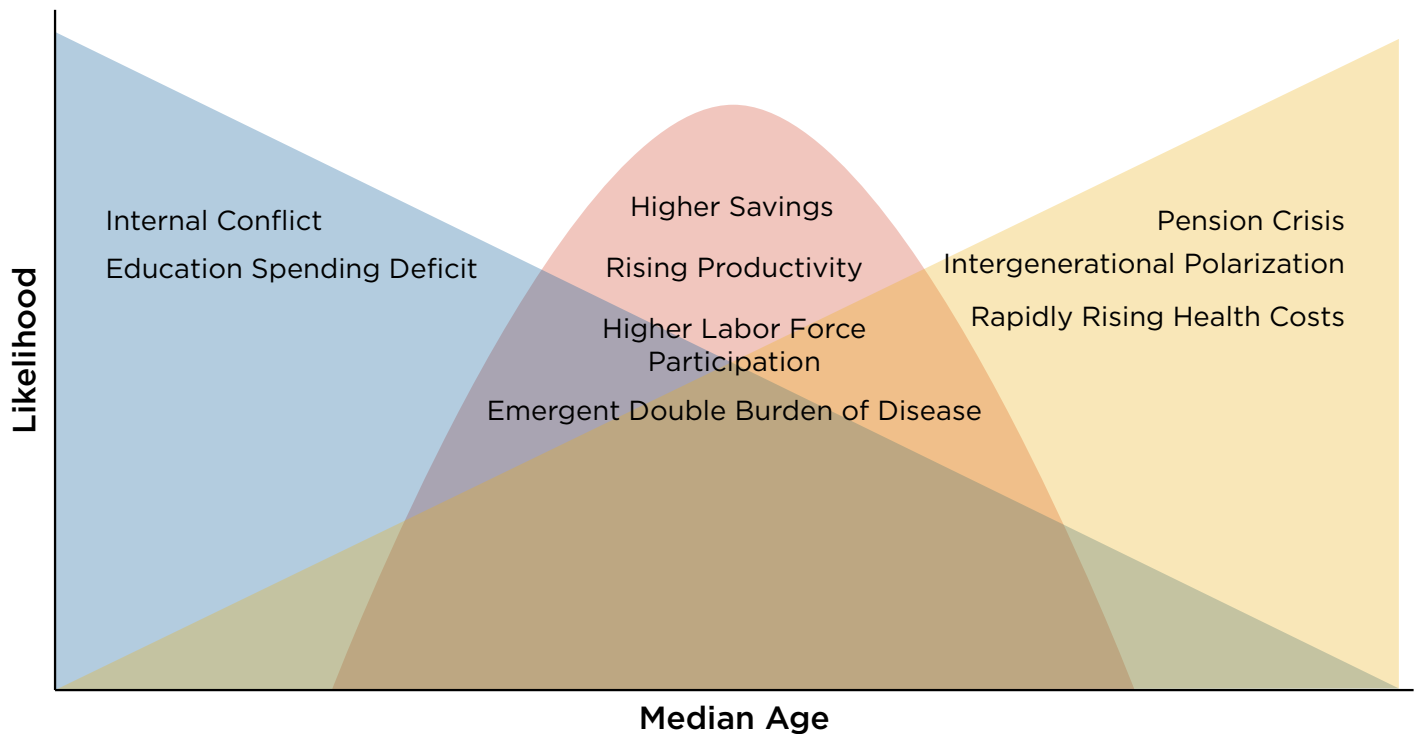 Likelihood
Internal Conflict
Education Spending Deficit
Higher Savings
Rising Productivity
Higher Labor Force
Participation
Emergent Double Burden of Disease
Pension Crisis
Intergenerational Polarization
Rapidly Rising Health Costs
Median Age